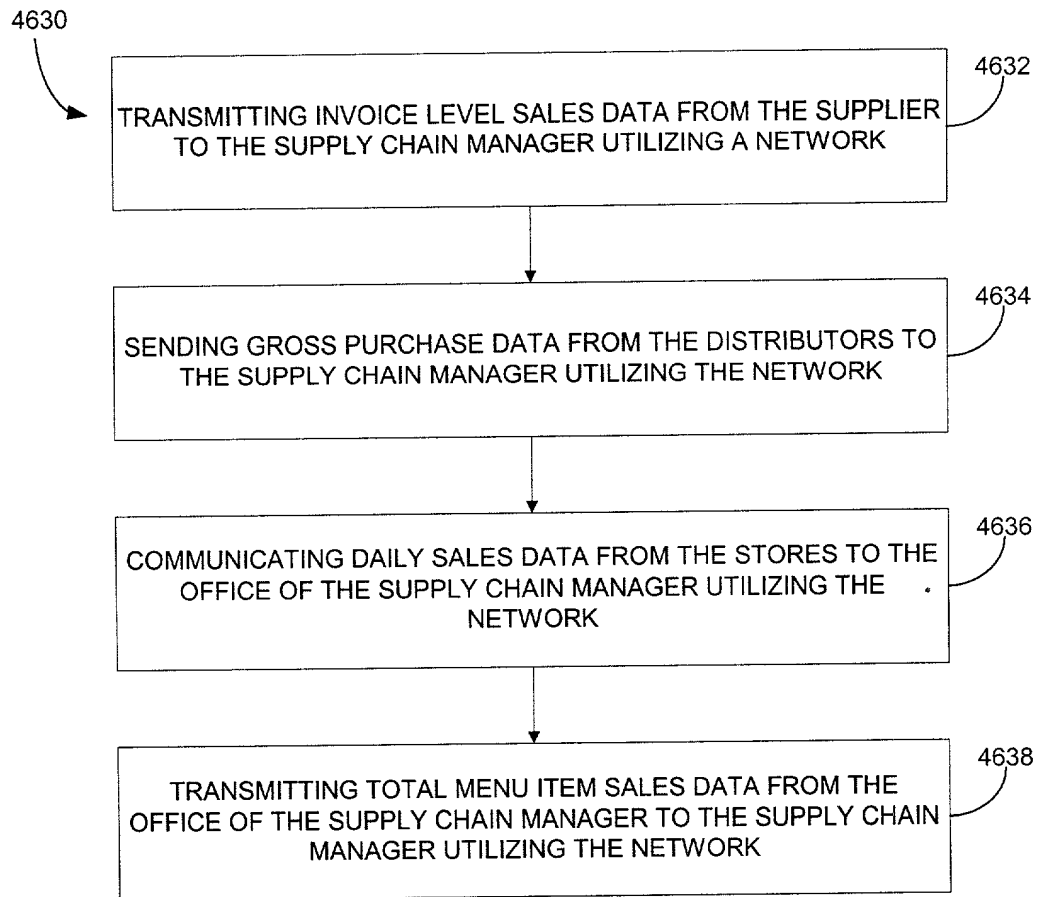 4630
4632
TRANSMITTING INVOICE LEVEL SALES DATA FROM THE SUPPLIER
TO THE SUPPLY CHAIN MANAGER UTILIZING A NETWORK
4634
SENDING GROSS PURCHASE DATA FROM THE DISTRIBUTORS TO
THE SUPPLY CHAIN MANAGER UTILIZING THE NETWORK
4636
COMMUNICATING DAILY SALES DATA FROM THE STORES TO THE
OFFICE OF THE SUPPLY CHAIN MANAGER UTILIZING THE
NETWORK
4638
TRANSMITTING TOTAL MENU ITEM SALES DATA FROM THE
OFFICE OF THE SUPPLY CHAIN MANAGER TO THE SUPPLY CHAIN
MANAGER UTILIZING THE NETWORK